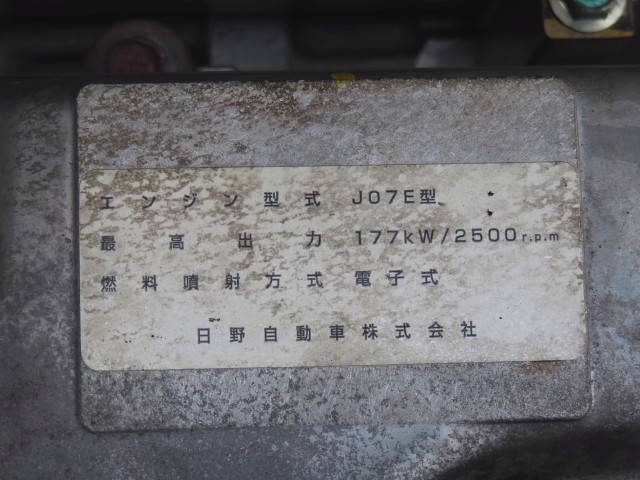 エンジン型式 J07E型
最高出力 177kW/2500r.p.m
燃料噴射方式 電子式
日野自動車株式会社